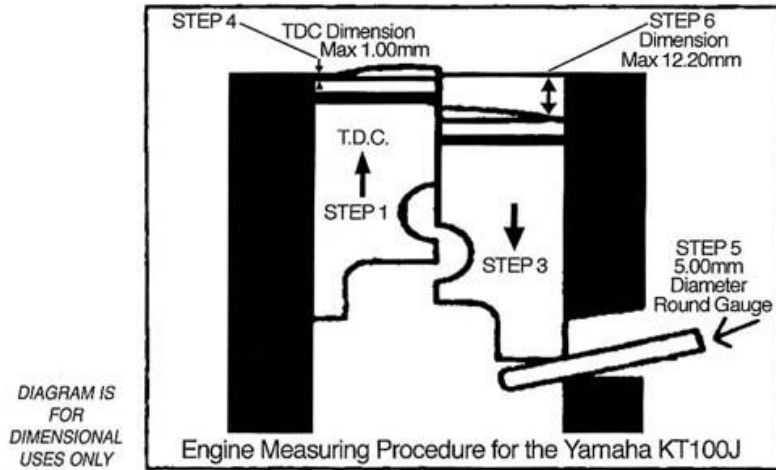 STEP 4
TDC Dimension
Max 1.00mm
STEP 6
Dimension
Max 12.20mm
T.D.C.
STEP 1
STEP 3
STEP 5
5.00mm
Diameter
Round Gauge
DIAGRAM IS
FOR
DIMENSIONAL
USES ONLY
Engine Measuring Procedure for the Yamaha KT100J